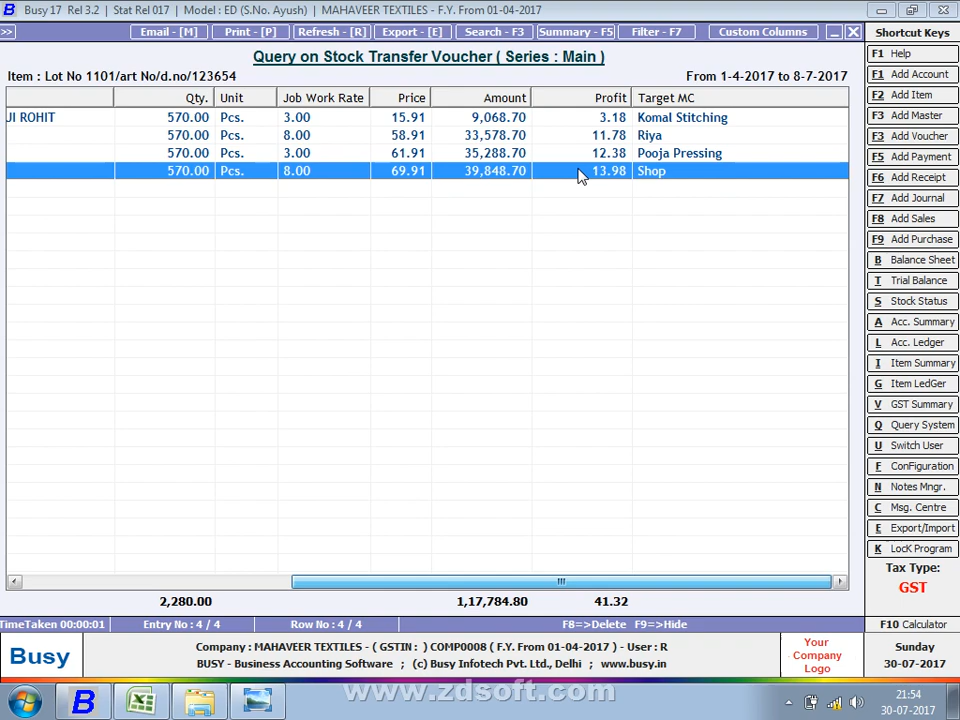 Busy 17 Rel 3.2 | Stat Rel 017 | Model : ED (S.No. Ayush) | MAHAVEER TEXTILES - F.Y. From 01-04-2017
>> Email - [M] Print - [P] Refresh - [R] Export - [E] Search - F3 Summary - F5 Filter - F7 Custom Columns
Shortcut Keys
Query on Stock Transfer Voucher ( Series : Main )
Item : Lot No 1101/art No/d.no/123654 From 1-4-2017 to 8-7-2017
Qty. Unit Job Work Rate Price Amount Profit Target MC
JI ROHIT 570.00 Pcs. 3.00 15.91 9,068.70 3.18 Komal Stitching
570.00 Pcs. 8.00 58.91 33,578.70 11.78 Riya
570.00 Pcs. 3.00 61.91 35,288.70 12.38 Pooja Pressing
570.00 Pcs. 8.00 69.91 39,848.70 13.98 Shop
2,280.00 1,17,784.80 41.32
TimeTaken 00:00:01 Entry No : 4 / 4 Row No : 4 / 4 F8=>Delete F9=>Hide
F1 Help
F1 Add Account
F2 Add Item
F3 Add Master
F3 Add Voucher
F5 Add Payment
F6 Add Receipt
F7 Add Journal
F8 Add Sales
F9 Add Purchase
B Balance Sheet
T Trial Balance
S Stock Status
A Acc. Summary
L Acc. Ledger
I Item Summary
G Item LedGer
V GST Summary
Q Query System
U Switch User
F ConFiguration
N Notes Mngr.
C Msg. Centre
E Export/Import
K LocK Program
Tax Type:
GST
F10 Calculator
Busy
Company : MAHAVEER TEXTILES - ( GSTIN : ) COMP0008 ( F.Y. From 01-04-2017 ) - User : R
BUSY - Business Accounting Software ; (c) Busy Infotech Pvt. Ltd., Delhi ; www.busy.in
Your
Company
Logo
Sunday
30-07-2017
www.zdsoft.com
21:54
30-07-2017